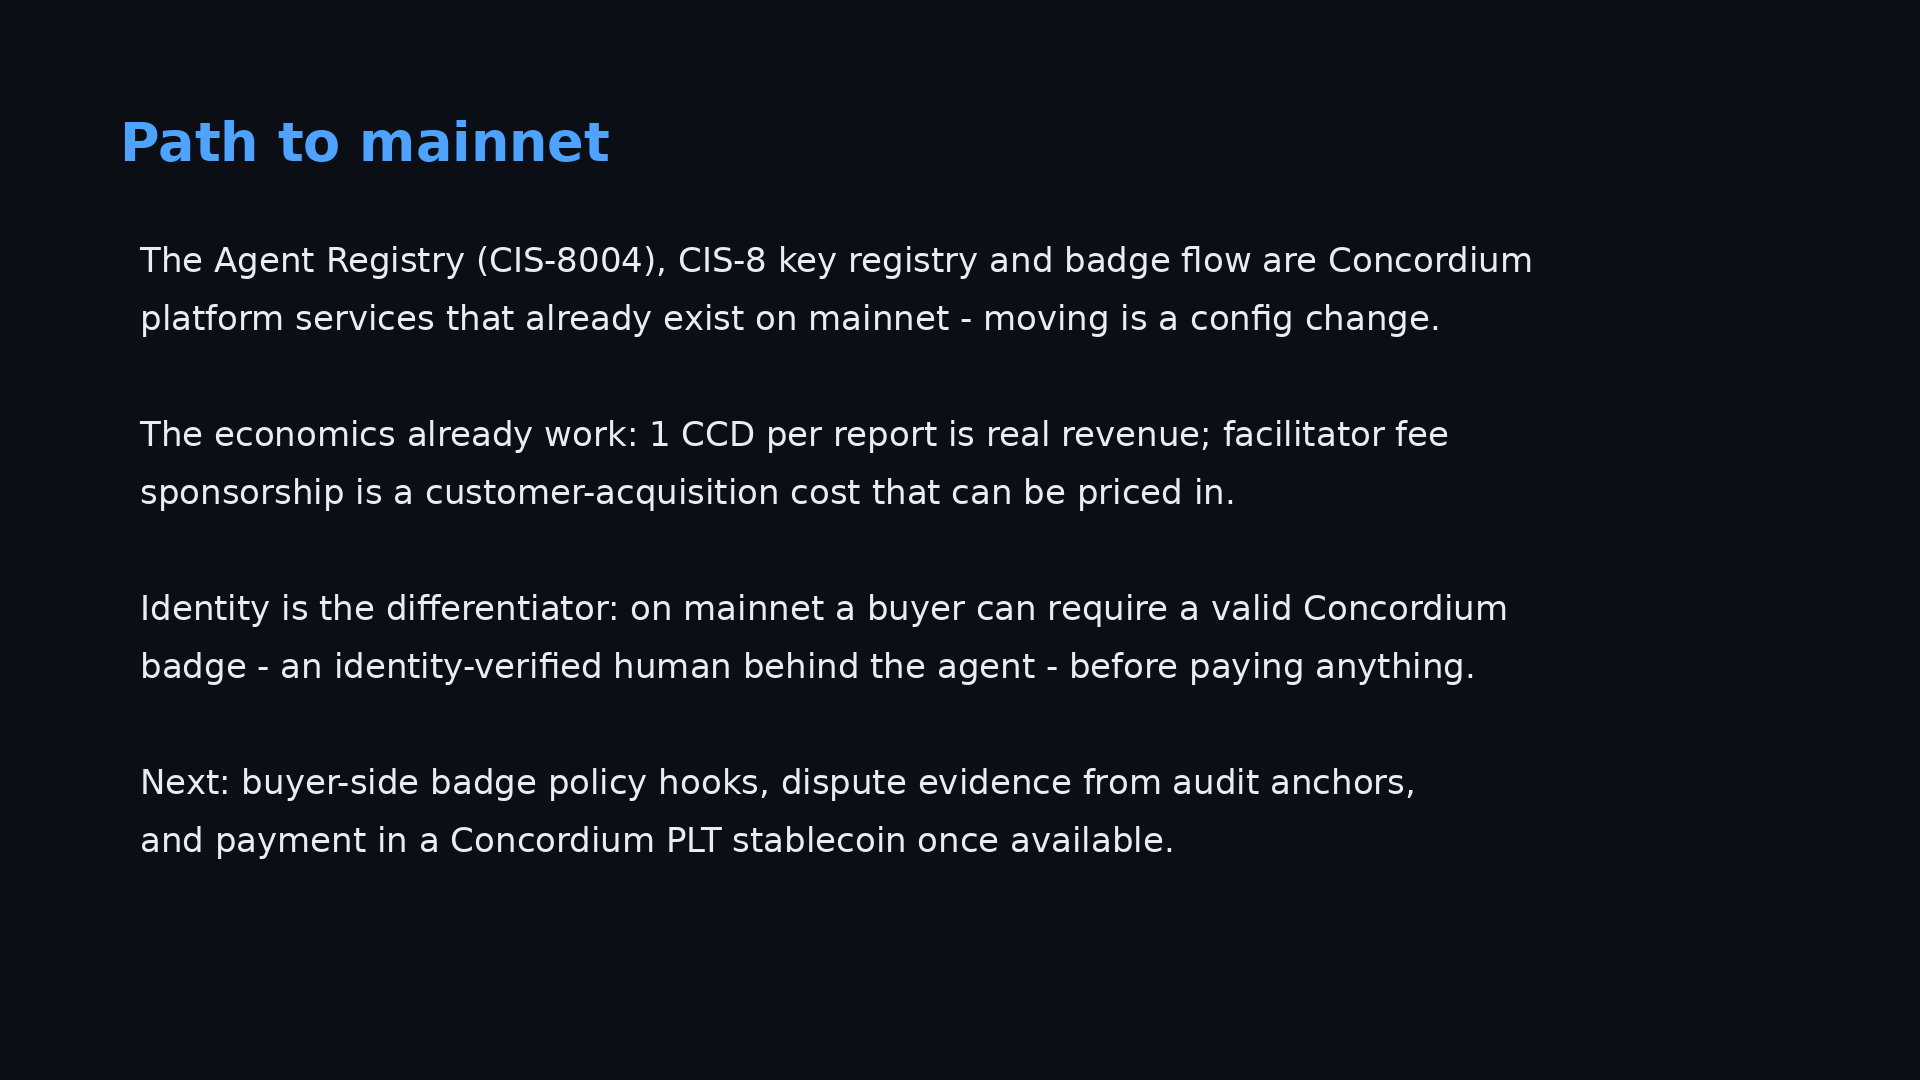 Path to mainnet
The Agent Registry (CIS-8004), CIS-8 key registry and badge flow are Concordium
platform services that already exist on mainnet - moving is a config change.
The economics already work: 1 CCD per report is real revenue; facilitator fee
sponsorship is a customer-acquisition cost that can be priced in.
Identity is the differentiator: on mainnet a buyer can require a valid Concordium
badge - an identity-verified human behind the agent - before paying anything.
Next: buyer-side badge policy hooks, dispute evidence from audit anchors,
and payment in a Concordium PLT stablecoin once available.